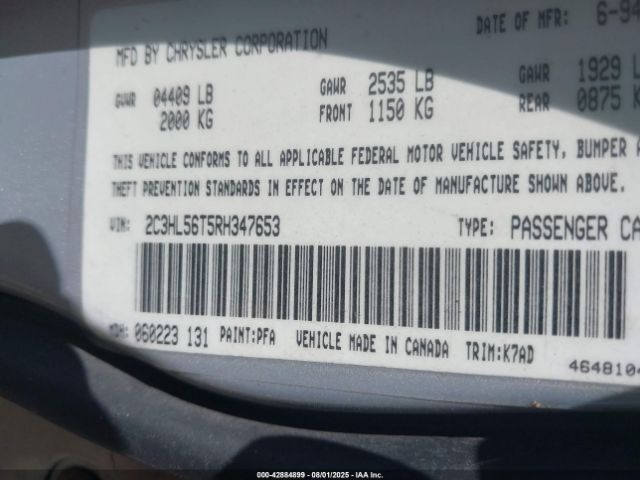 DATE OF MFR: 6-94
MFD BY CHRYSLER CORPORATION
GVWR 04409 LB GAWR 2535 LB GAWR 1929 LB
2000 KG FRONT 1150 KG REAR 0875 K
THIS VEHICLE CONFORMS TO ALL APPLICABLE FEDERAL MOTOR VEHICLE SAFETY, BUMPER A
THEFT PREVENTION STANDARDS IN EFFECT ON THE DATE OF MANUFACTURE SHOWN ABOVE.
VIN: 2C3HL56T5RH347653 TYPE: PASSENGER CA
MDH: 060223 131 PAINT:PFA VEHICLE MADE IN CANADA TRIM:K7AD
4648104
000-42884899 - 08/01/2025 - IAA Inc.